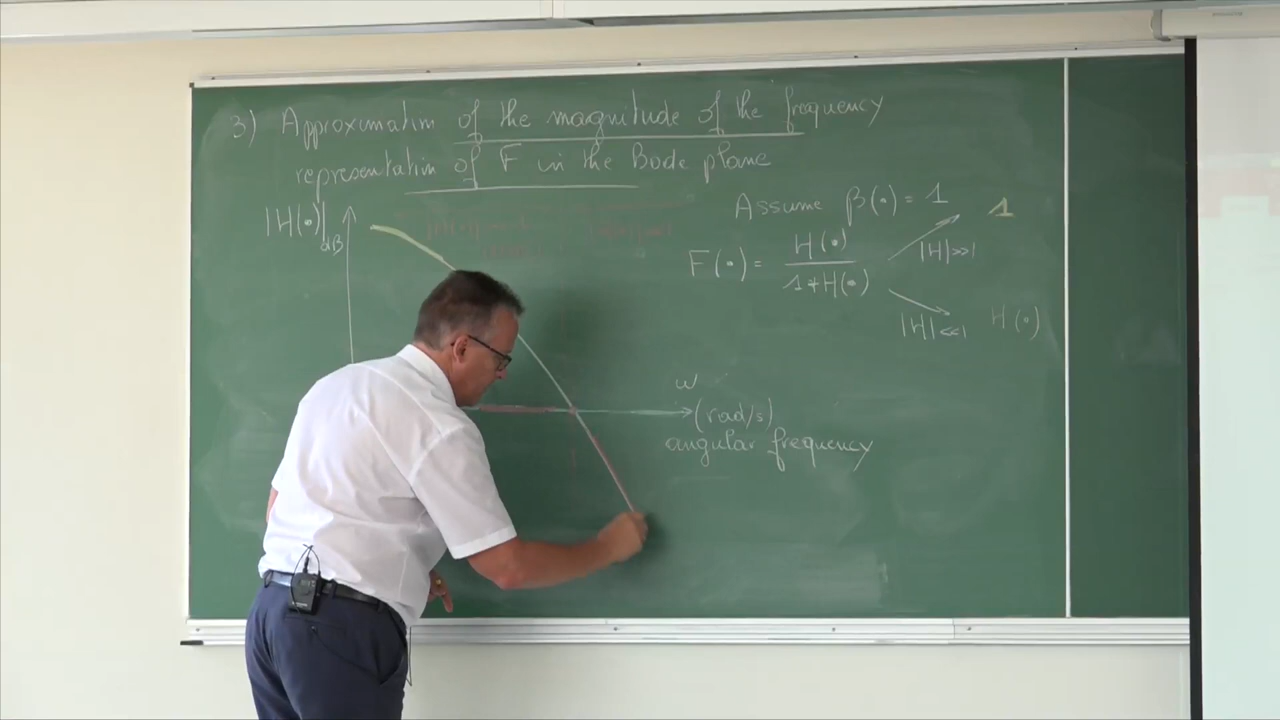 3) Approximation of the magnitude of the frequency
representation of F in the Bode plane
|H(•)|dB
Assume β(•) = 1
F(•) = H(•) / 1+H(•)
|H|>>1
1
|H|<<1
H(•)
w
(rad/s)
angular frequency